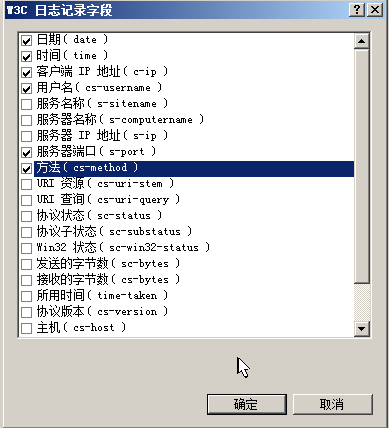 W3C 日志记录字段
日期( date )
时间( time )
客户端 IP 地址( c-ip )
用户名( cs-username )
服务名称( s-sitename )
服务器名称( s-computername )
服务器 IP 地址( s-ip )
服务器端口( s-port )
方法( cs-method )
URI 资源( cs-uri-stem )
URI 查询( cs-uri-query )
协议状态( sc-status )
协议子状态( sc-substatus )
Win32 状态( sc-win32-status )
发送的字节数( sc-bytes )
接收的字节数( cs-bytes )
所用时间( time-taken )
协议版本( cs-version )
主机( cs-host )
确定
取消